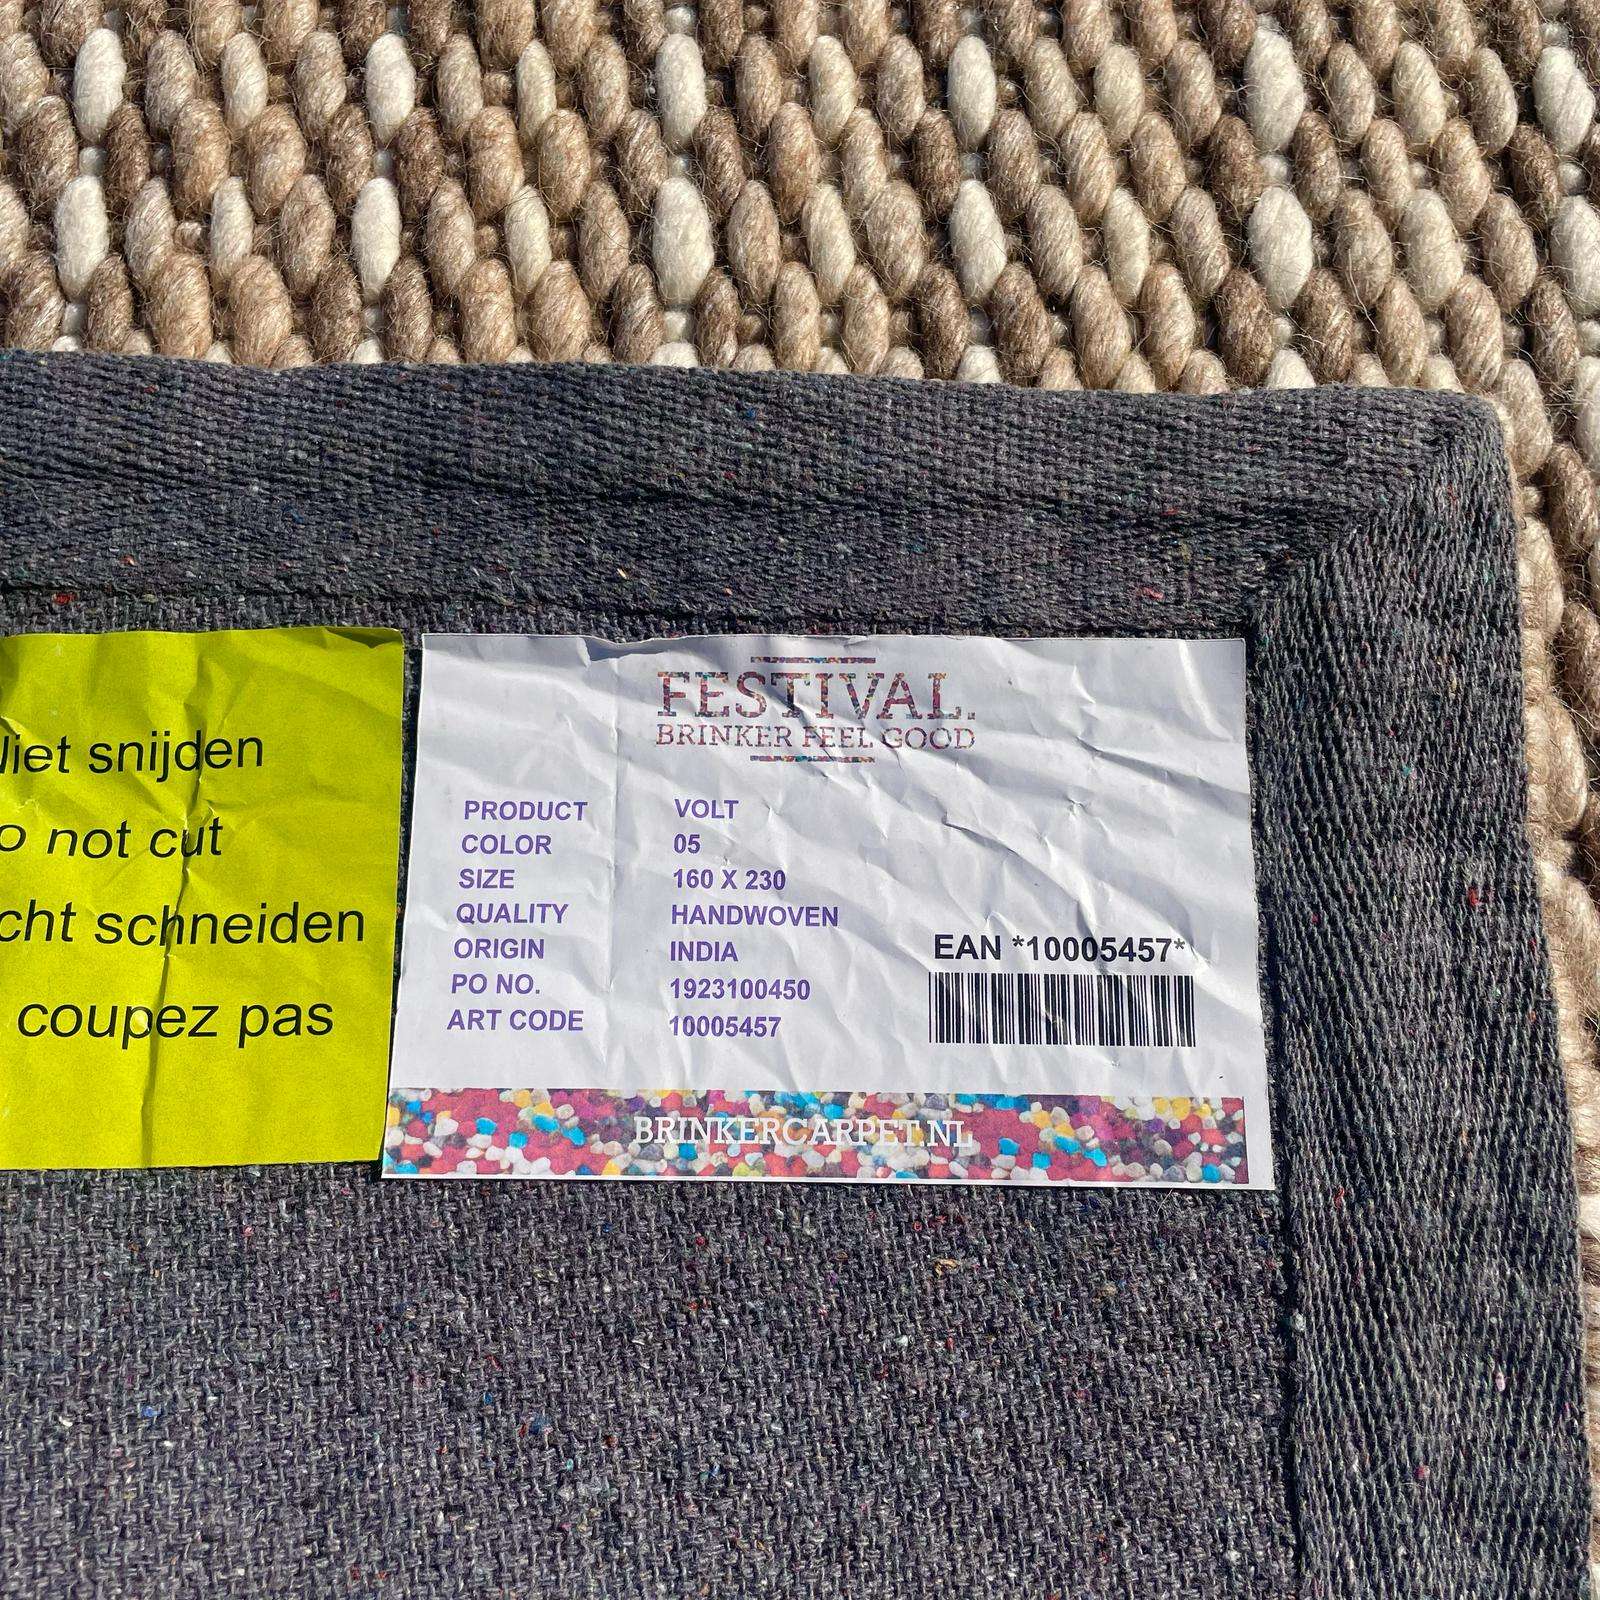 Niet snijden
o not cut
cht schneiden
coupez pas
FESTIVAL.
BRINKER FEEL GOOD
PRODUCT VOLT
COLOR 05
SIZE 160 X 230
QUALITY HANDWOVEN
ORIGIN INDIA
PO NO. 1923100450
ART CODE 10005457
EAN *10005457*
BRINKERCARPET.NL